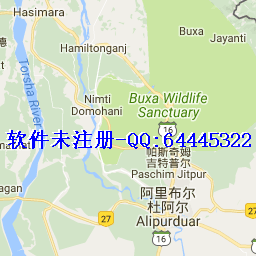 Hasimara
Buxa
Jayanti
Hamiltonganj
Torsha River
Nimti
Domohani
Buxa Wildlife
Sanctuary
16
软件未注册-QQ:64445322
帕斯奇姆
吉特普尔
Paschim Jitpur
阿里布尔
杜阿尔
Alipurduar
27
16